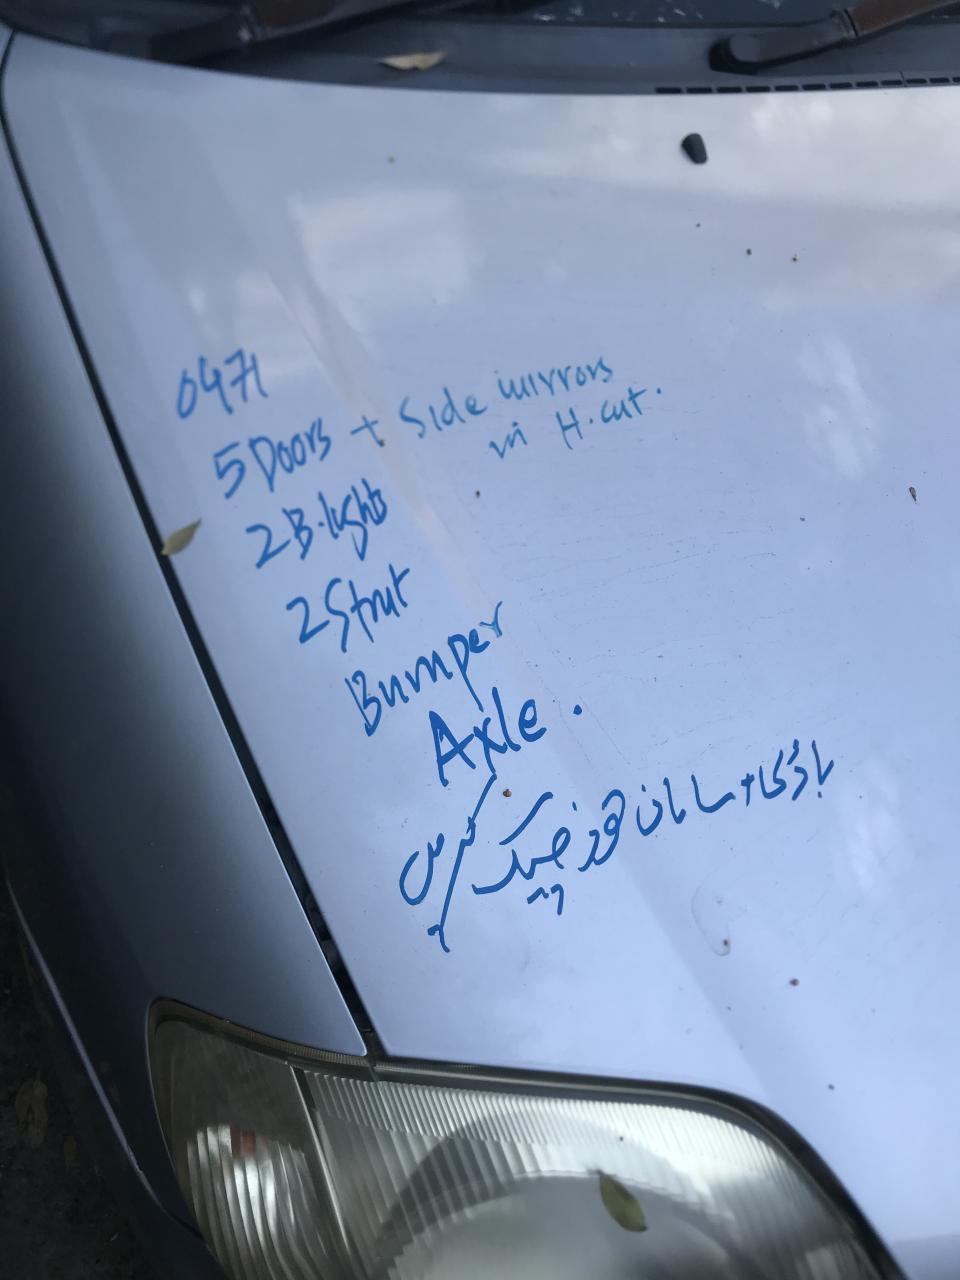 0471
5 Doors + Side mirrors
in H.cut.
2 B.lights
2 Strut
Bumper
Axle.
باڈی کا سامان خود چیک
کریں